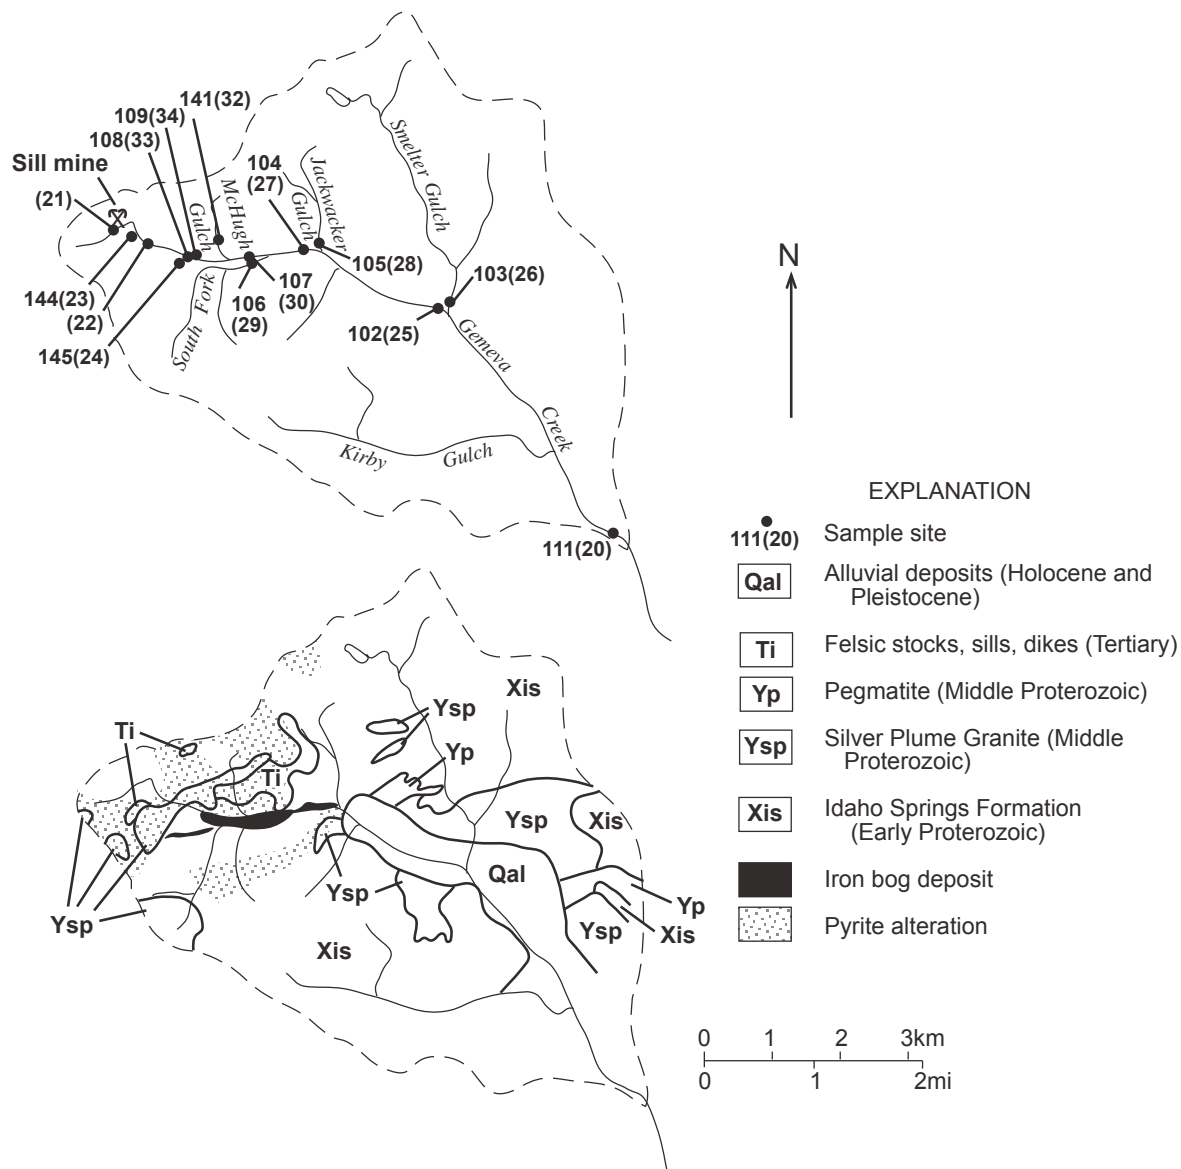 141(32)
109(34)
108(33)
Sill mine
(21)
104
(27)
Jackwacker
Gulch
McHugh
Gulch
Smelter Gulch
105(28)
103(26)
107
(30)
106
(29)
144(23)
(22)
145(24)
South Fork
102(25)
Gemeva
Creek
Kirby
Gulch
111(20)
N
EXPLANATION
111(20)
Sample site
Qal
Alluvial deposits (Holocene and
Pleistocene)
Ti
Felsic stocks, sills, dikes (Tertiary)
Yp
Pegmatite (Middle Proterozoic)
Ysp
Silver Plume Granite (Middle
Proterozoic)
Xis
Idaho Springs Formation
(Early Proterozoic)
Iron bog deposit
Pyrite alteration
Xis
Ysp
Ti
Yp
Ti
Ysp
Xis
Qal
Ysp
Yp
Ysp
Ysp
Xis
Xis
0 1 2 3km
0 1 2mi